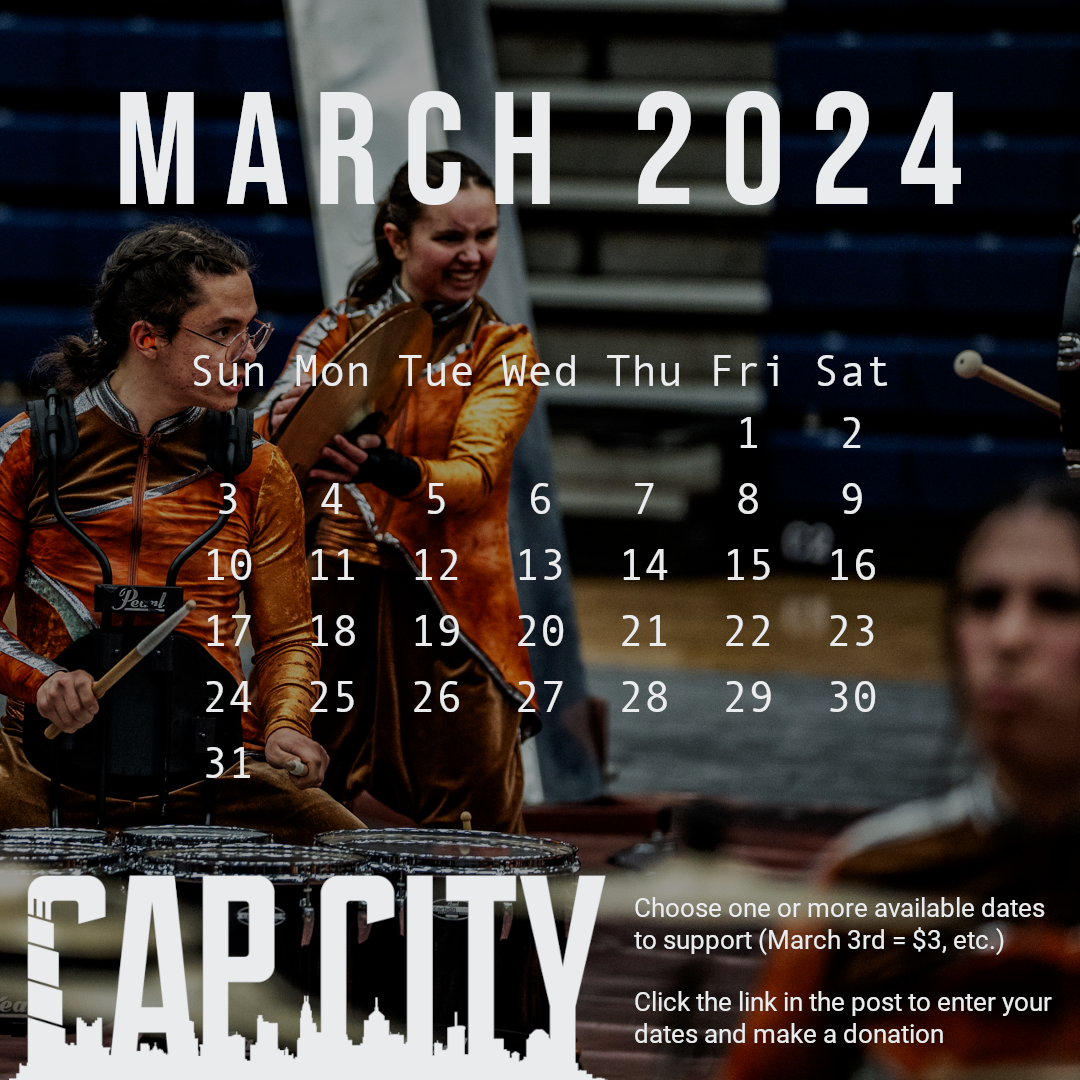 MARCH 2024
Sun Mon Tue Wed Thu Fri Sat
1 2
3 4 5 6 7 8 9
10 11 12 13 14 15 16
17 18 19 20 21 22 23
24 25 26 27 28 29 30
31
Pearl
CAP CITY
Choose one or more available dates
to support (March 3rd = $3, etc.)
Click the link in the post to enter your
dates and make a donation